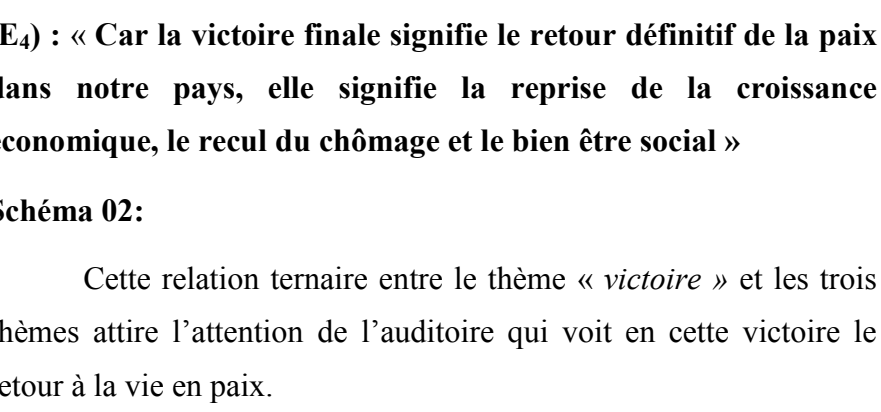 E₄) : « Car la victoire finale signifie le retour définitif de la paix
dans notre pays, elle signifie la reprise de la croissance
économique, le recul du chômage et le bien être social »
Schéma 02:
Cette relation ternaire entre le thème « victoire » et les trois
thèmes attire l’attention de l’auditoire qui voit en cette victoire le
retour à la vie en paix.